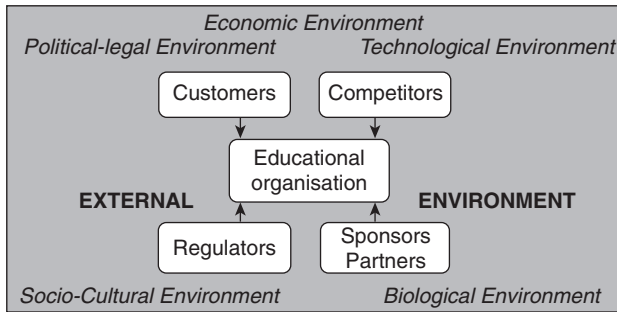 Economic Environment
Political-legal Environment
Technological Environment
Customers
Competitors
Educational
organisation
EXTERNAL
ENVIRONMENT
Regulators
Sponsors
Partners
Socio-Cultural Environment
Biological Environment